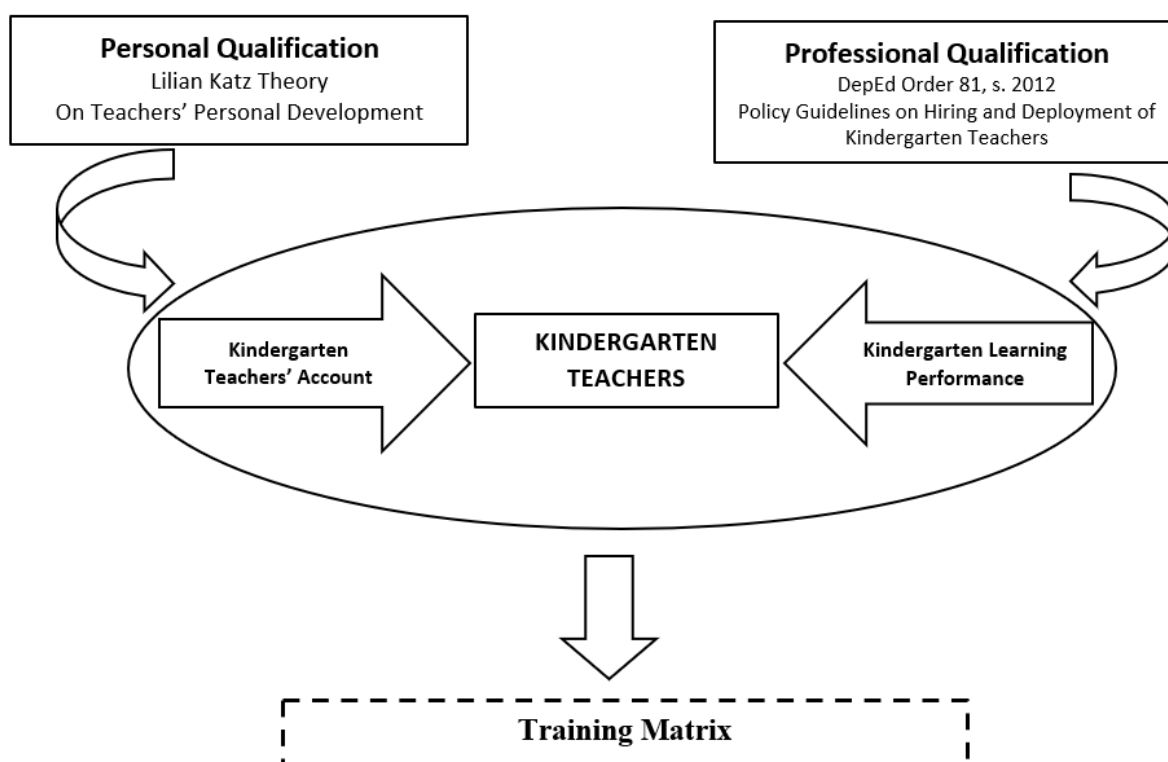 Personal Qualification
Lilian Katz Theory
On Teachers’ Personal Development
Professional Qualification
DepEd Order 81, s. 2012
Policy Guidelines on Hiring and Deployment of
Kindergarten Teachers
Kindergarten
Teachers’ Account
KINDERGARTEN
TEACHERS
Kindergarten Learning
Performance
Training Matrix